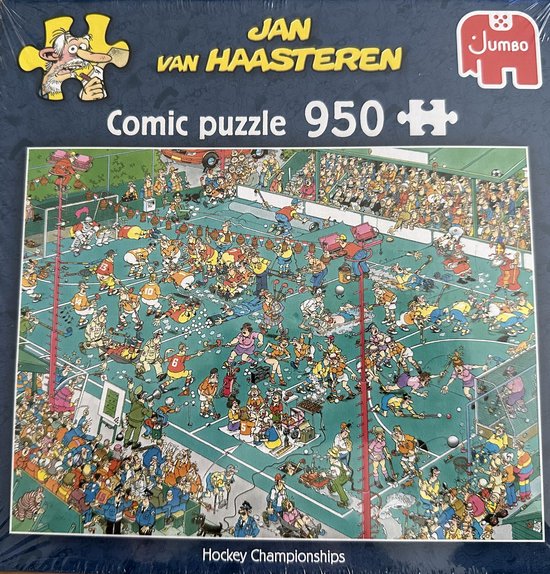 JAN
VAN HAASTEREN
JUMBO
Comic puzzle 950
Hockey Championships